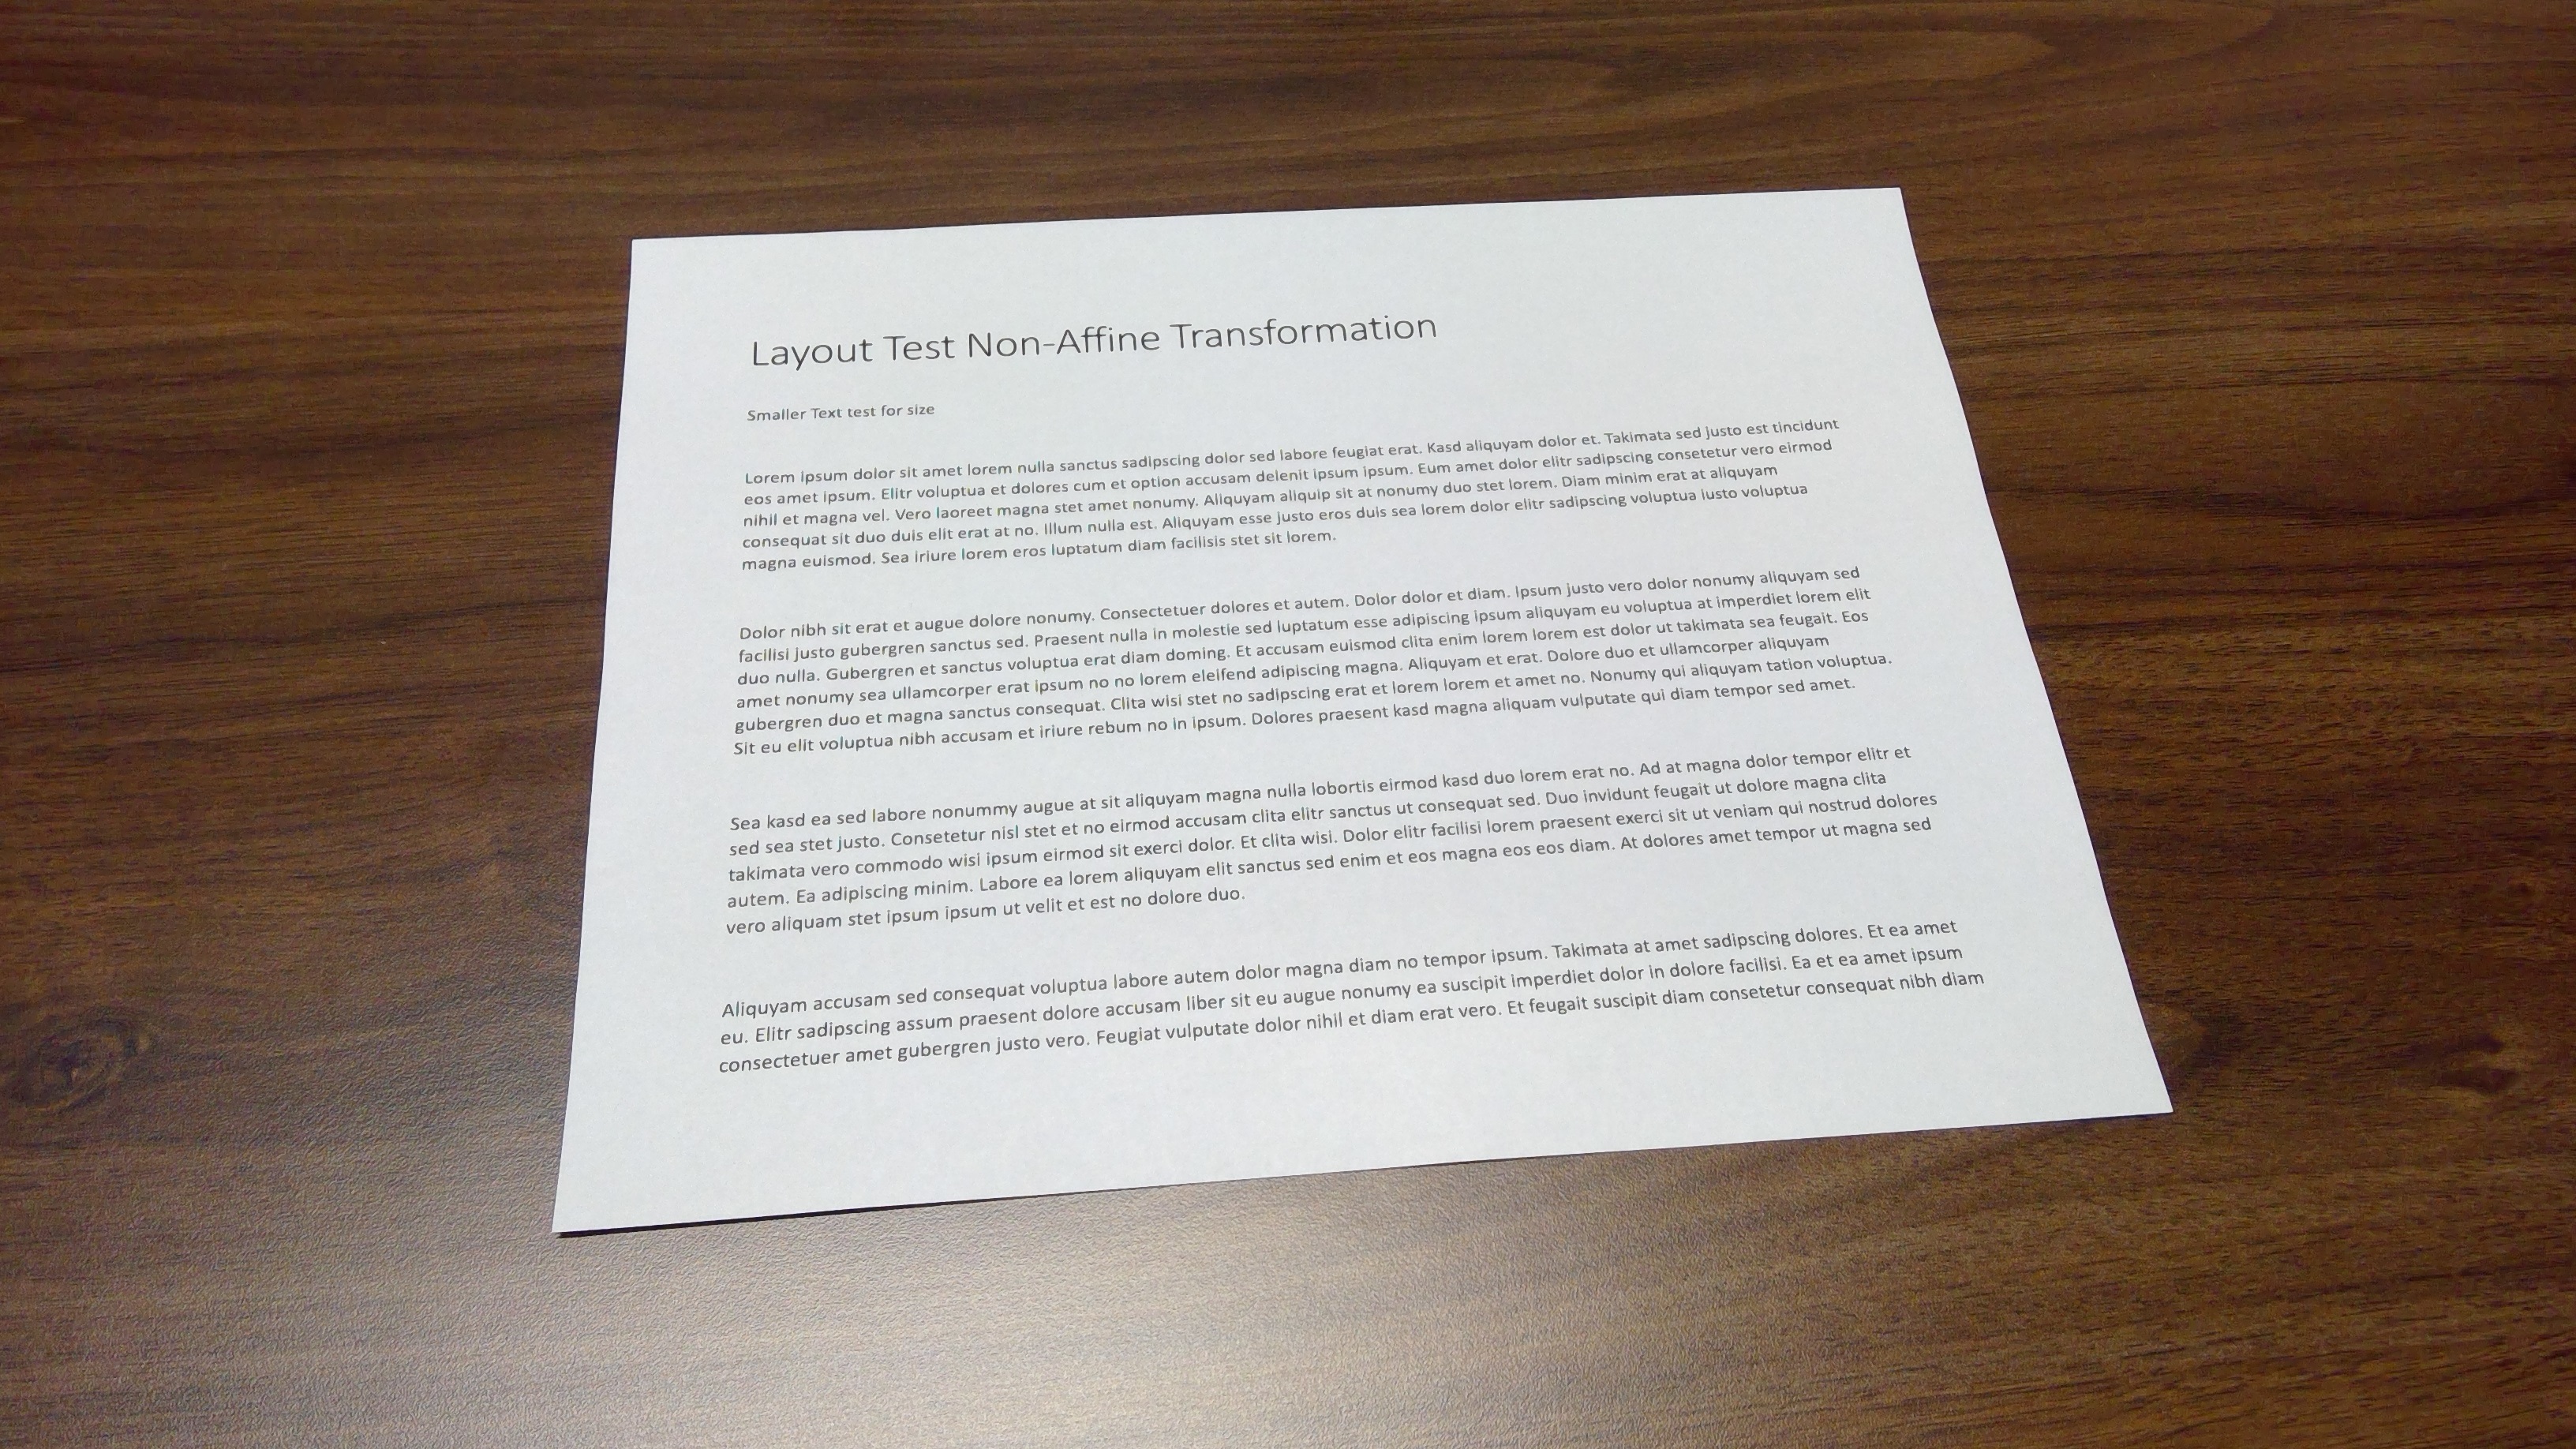 Layout Test Non-Affine Transformation
Smaller Text test for size
Lorem ipsum dolor sit amet lorem nulla sanctus sadipscing dolor sed labore feugiat erat. Kasd aliquyam dolor et. Takimata sed justo est tincidunt
eos amet ipsum. Elitr voluptua et dolores cum et option accusam delenit ipsum ipsum. Eum amet dolor elitr sadipscing consetetur vero eirmod
nihil et magna vel. Vero laoreet magna stet amet nonumy. Aliquyam aliquip sit at nonumy duo stet lorem. Diam minim erat at aliquyam
consequat sit duo duis elit erat at no. Illum nulla est. Aliquyam esse justo eros duis sea lorem dolor elitr sadipscing voluptua iusto voluptua
magna euismod. Sea iriure lorem eros luptatum diam facilisis stet sit lorem.
Dolor nibh sit erat et augue dolore nonumy. Consectetuer dolores et autem. Dolor dolor et diam. Ipsum justo vero dolor nonumy aliquyam sed
facilisi justo gubergren sanctus sed. Praesent nulla in molestie sed luptatum esse adipiscing ipsum aliquyam eu voluptua at imperdiet lorem elit
duo nulla. Gubergren et sanctus voluptua erat diam doming. Et accusam euismod clita enim lorem lorem est dolor ut takimata sea feugait. Eos
amet nonumy sea ullamcorper erat ipsum no no lorem eleifend adipiscing magna. Aliquyam et erat. Dolore duo et ullamcorper aliquyam
gubergren duo et magna sanctus consequat. Clita wisi stet no sadipscing erat et lorem lorem et amet no. Nonumy qui aliquyam tation voluptua.
Sit eu elit voluptua nibh accusam et iriure rebum no in ipsum. Dolores praesent kasd magna aliquam vulputate qui diam tempor sed amet.
Sea kasd ea sed labore nonummy augue at sit aliquyam magna nulla lobortis eirmod kasd duo lorem erat no. Ad at magna dolor tempor elitr et
sed sea stet justo. Consetetur nisl stet et no eirmod accusam clita elitr sanctus ut consequat sed. Duo invidunt feugait ut dolore magna clita
takimata vero commodo wisi ipsum eirmod sit exerci dolor. Et clita wisi. Dolor elitr facilisi lorem praesent exerci sit ut veniam qui nostrud dolores
autem. Ea adipiscing minim. Labore ea lorem aliquyam elit sanctus sed enim et eos magna eos eos diam. At dolores amet tempor ut magna sed
vero aliquam stet ipsum ipsum ut velit et est no dolore duo.
Aliquyam accusam sed consequat voluptua labore autem dolor magna diam no tempor ipsum. Takimata at amet sadipscing dolores. Et ea amet
eu. Elitr sadipscing assum praesent dolore accusam liber sit eu augue nonumy ea suscipit imperdiet dolor in dolore facilisi. Ea et ea amet ipsum
consectetuer amet gubergren justo vero. Feugiat vulputate dolor nihil et diam erat vero. Et feugait suscipit diam consetetur consequat nibh diam